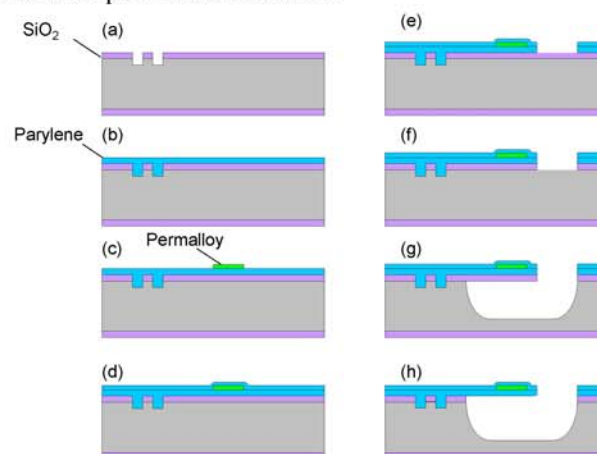 (a)
SiO₂
(b)
Parylene
(c)
Permalloy
(d)
(e)
(f)
(g)
(h)